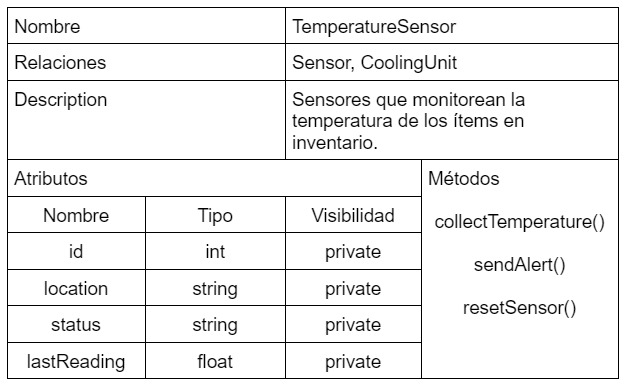 Nombre TemperatureSensor
Relaciones Sensor, CoolingUnit
Description Sensores que monitorean la
temperatura de los ítems en
inventario.
Atributos Métodos
Nombre Tipo Visibilidad
collectTemperature()
id int private
sendAlert()
location string private
resetSensor()
status string private
lastReading float private